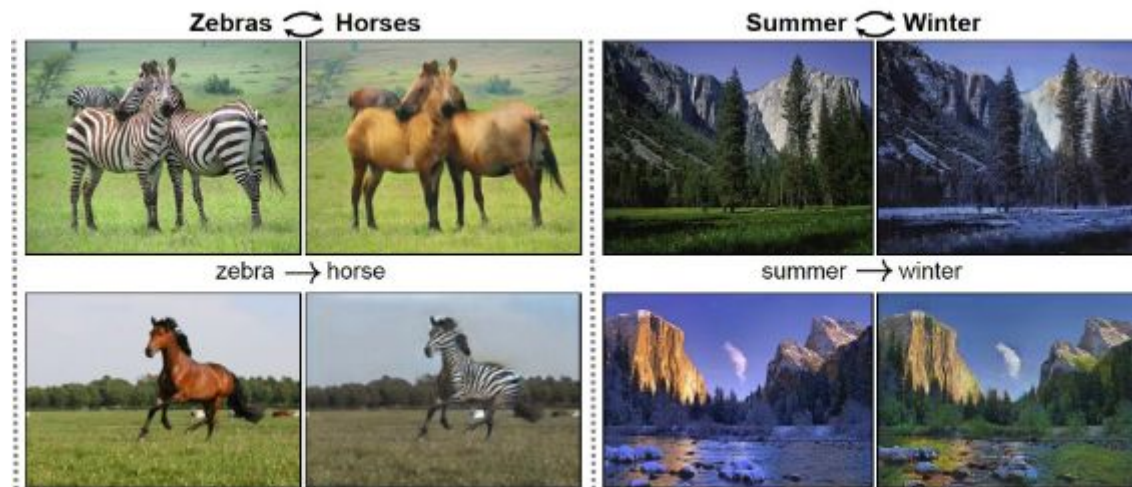 Zebras Horses
Summer Winter
zebra horse
summer winter